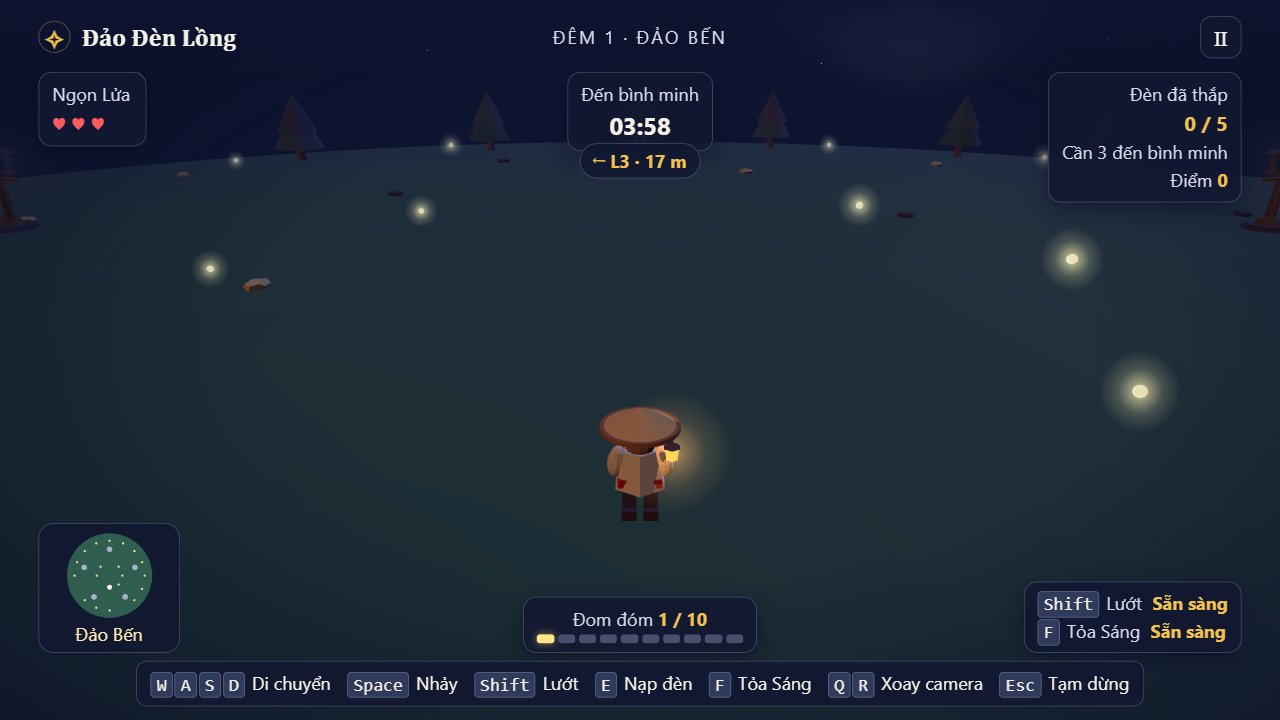 Đảo Đèn Lồng
ĐÊM 1 · ĐẢO BẾN
II
Ngọn Lửa
Đến bình minh
03:58
← L3 · 17 m
Đèn đã thắp
0 / 5
Cần 3 đến bình minh
Điểm 0
Đảo Bến
Đom đóm 1 / 10
Shift Lướt Sẵn sàng
F Tỏa Sáng Sẵn sàng
W A S D Di chuyển Space Nhảy Shift Lướt E Nạp đèn F Tỏa Sáng Q R Xoay camera Esc Tạm dừng